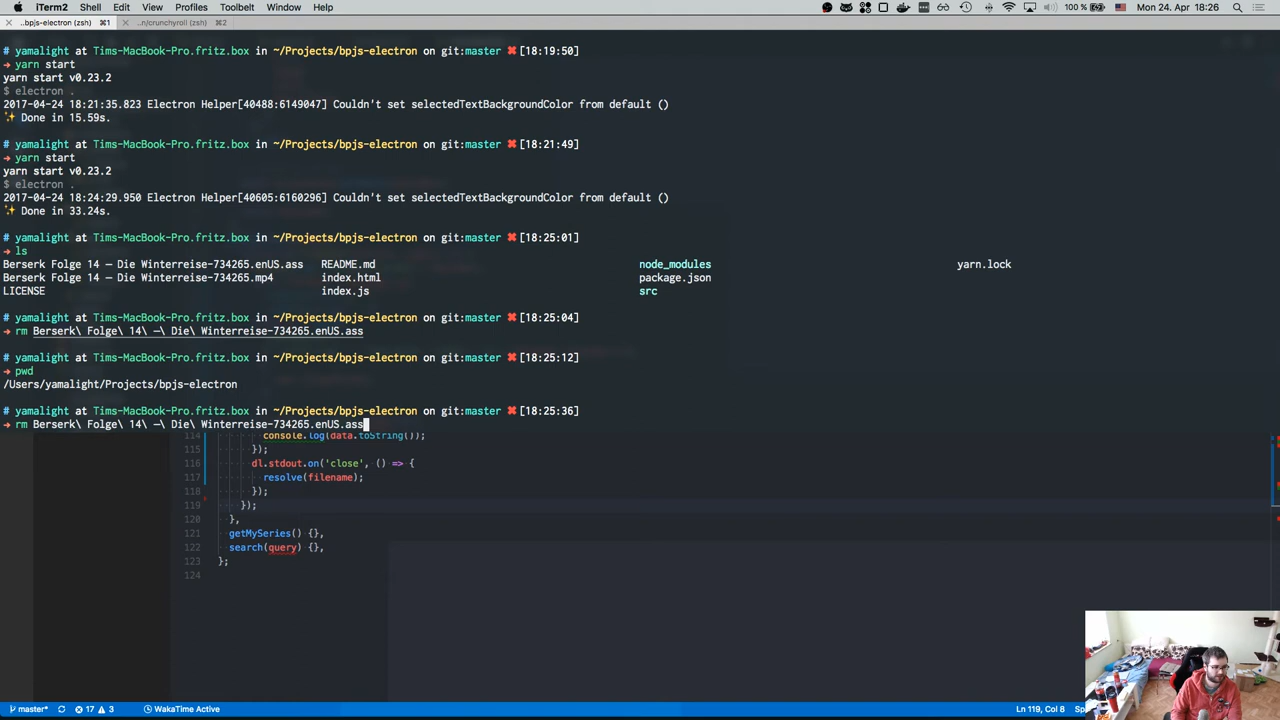 iTerm2 Shell Edit View Profiles Toolbelt Window Help 100 % Mon 24. Apr 18:26
..bpjs-electron (zsh) ⌘1 ..n/crunchyroll (zsh) ⌘2
# yamalight at Tims-MacBook-Pro.fritz.box in ~/Projects/bpjs-electron on git:master ✖ [18:19:50]
➜ yarn start
yarn start v0.23.2
$ electron .
2017-04-24 18:21:35.823 Electron Helper[40488:6149047] Couldn't set selectedTextBackgroundColor from default ()
✨ Done in 15.59s.
# yamalight at Tims-MacBook-Pro.fritz.box in ~/Projects/bpjs-electron on git:master ✖ [18:21:49]
➜ yarn start
yarn start v0.23.2
$ electron .
2017-04-24 18:24:29.950 Electron Helper[40605:6160296] Couldn't set selectedTextBackgroundColor from default ()
✨ Done in 33.24s.
# yamalight at Tims-MacBook-Pro.fritz.box in ~/Projects/bpjs-electron on git:master ✖ [18:25:01]
➜ ls
Berserk Folge 14 – Die Winterreise-734265.enUS.ass README.md node_modules yarn.lock
Berserk Folge 14 – Die Winterreise-734265.mp4 index.html package.json
LICENSE index.js src
# yamalight at Tims-MacBook-Pro.fritz.box in ~/Projects/bpjs-electron on git:master ✖ [18:25:04]
➜ rm Berserk\ Folge\ 14\ –\ Die\ Winterreise-734265.enUS.ass
# yamalight at Tims-MacBook-Pro.fritz.box in ~/Projects/bpjs-electron on git:master ✖ [18:25:12]
➜ pwd
/Users/yamalight/Projects/bpjs-electron
# yamalight at Tims-MacBook-Pro.fritz.box in ~/Projects/bpjs-electron on git:master ✖ [18:25:36]
➜ rm Berserk\ Folge\ 14\ –\ Die\ Winterreise-734265.enUS.ass
114 console.log(data.toString());
115 });
116 dl.stdout.on('close', () => {
117 resolve(filename);
118 });
119 });
120 },
121 getMySeries() {},
122 search(query) {},
123 };
124
master* 17 3 WakaTime Active Ln 119, Col 8